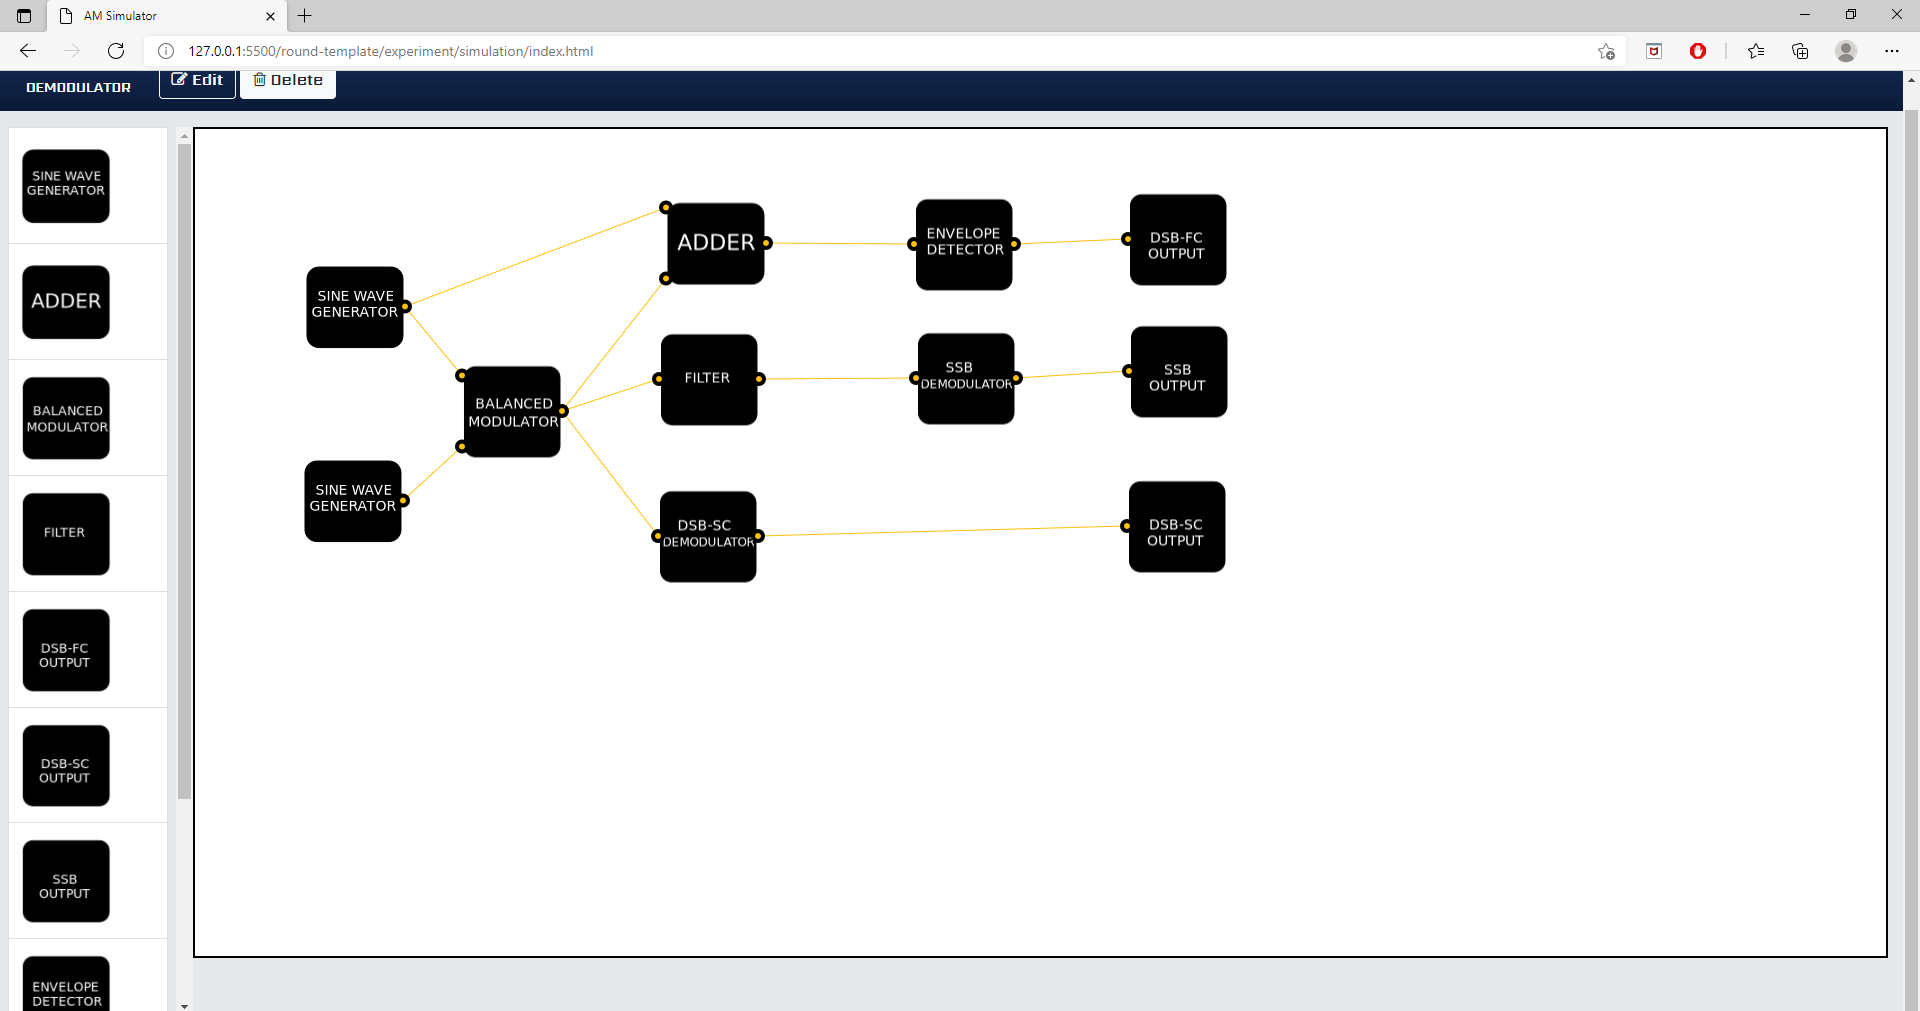 AM Simulator
127.0.0.1:5500/round-template/experiment/simulation/index.html
DEMODULATOR
Edit
Delete
SINE WAVE
GENERATOR
ADDER
BALANCED
MODULATOR
FILTER
DSB-FC
OUTPUT
DSB-SC
OUTPUT
SSB
OUTPUT
ENVELOPE
DETECTOR
SINE WAVE
GENERATOR
SINE WAVE
GENERATOR
BALANCED
MODULATOR
ADDER
ENVELOPE
DETECTOR
DSB-FC
OUTPUT
FILTER
SSB
DEMODULATOR
SSB
OUTPUT
DSB-SC
DEMODULATOR
DSB-SC
OUTPUT